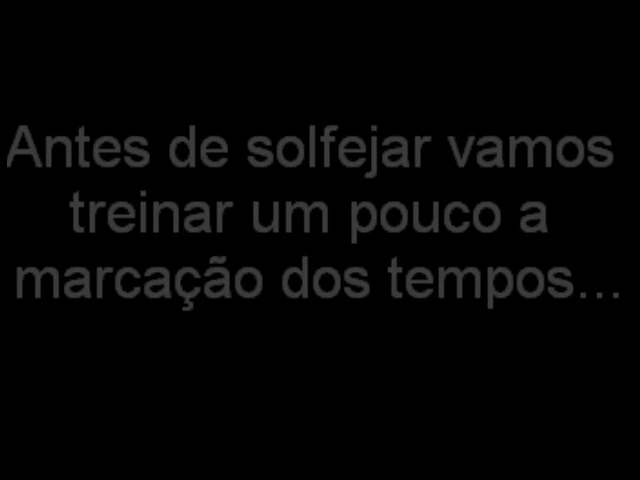 Antes de solfejar vamos
treinar um pouco a
marcação dos tempos...